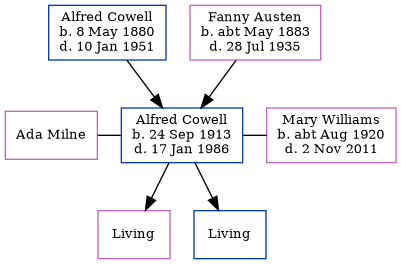 Alfred Cowell
b. 8 May 1880
d. 10 Jan 1951
Fanny Austen
b. abt May 1883
d. 28 Jul 1935
Ada Milne
Alfred Cowell
b. 24 Sep 1913
d. 17 Jan 1986
Mary Williams
b. abt Aug 1920
d. 2 Nov 2011
Living
Living